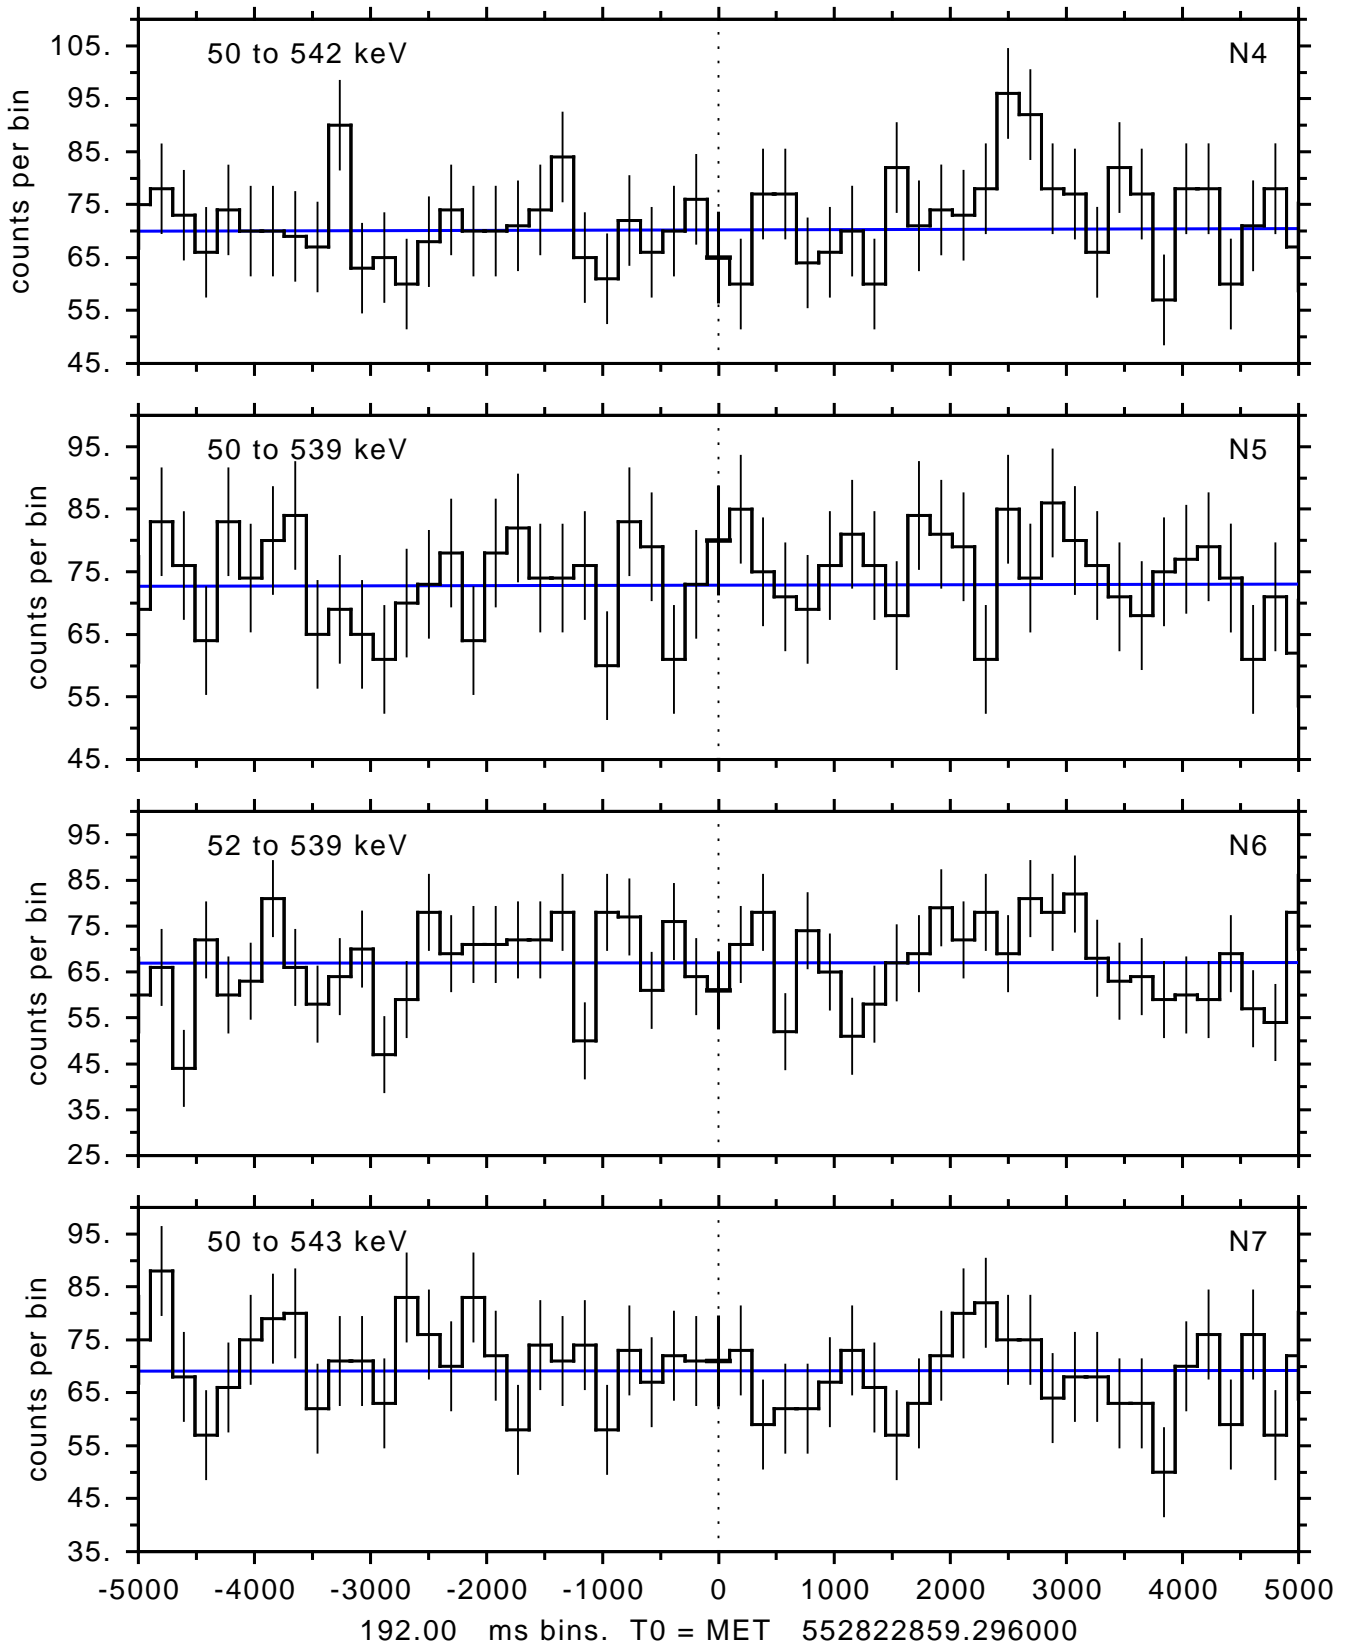 50 to 542 keV N4
105.
95.
85.
75.
65.
55.
45.
counts per bin
50 to 539 keV N5
95.
85.
75.
65.
55.
45.
counts per bin
52 to 539 keV N6
95.
85.
75.
65.
55.
45.
35.
25.
counts per bin
50 to 543 keV N7
95.
85.
75.
65.
55.
45.
35.
counts per bin
-5000 -4000 -3000 -2000 -1000 0 1000 2000 3000 4000 5000
192.00 ms bins. T0 = MET 552822859.296000